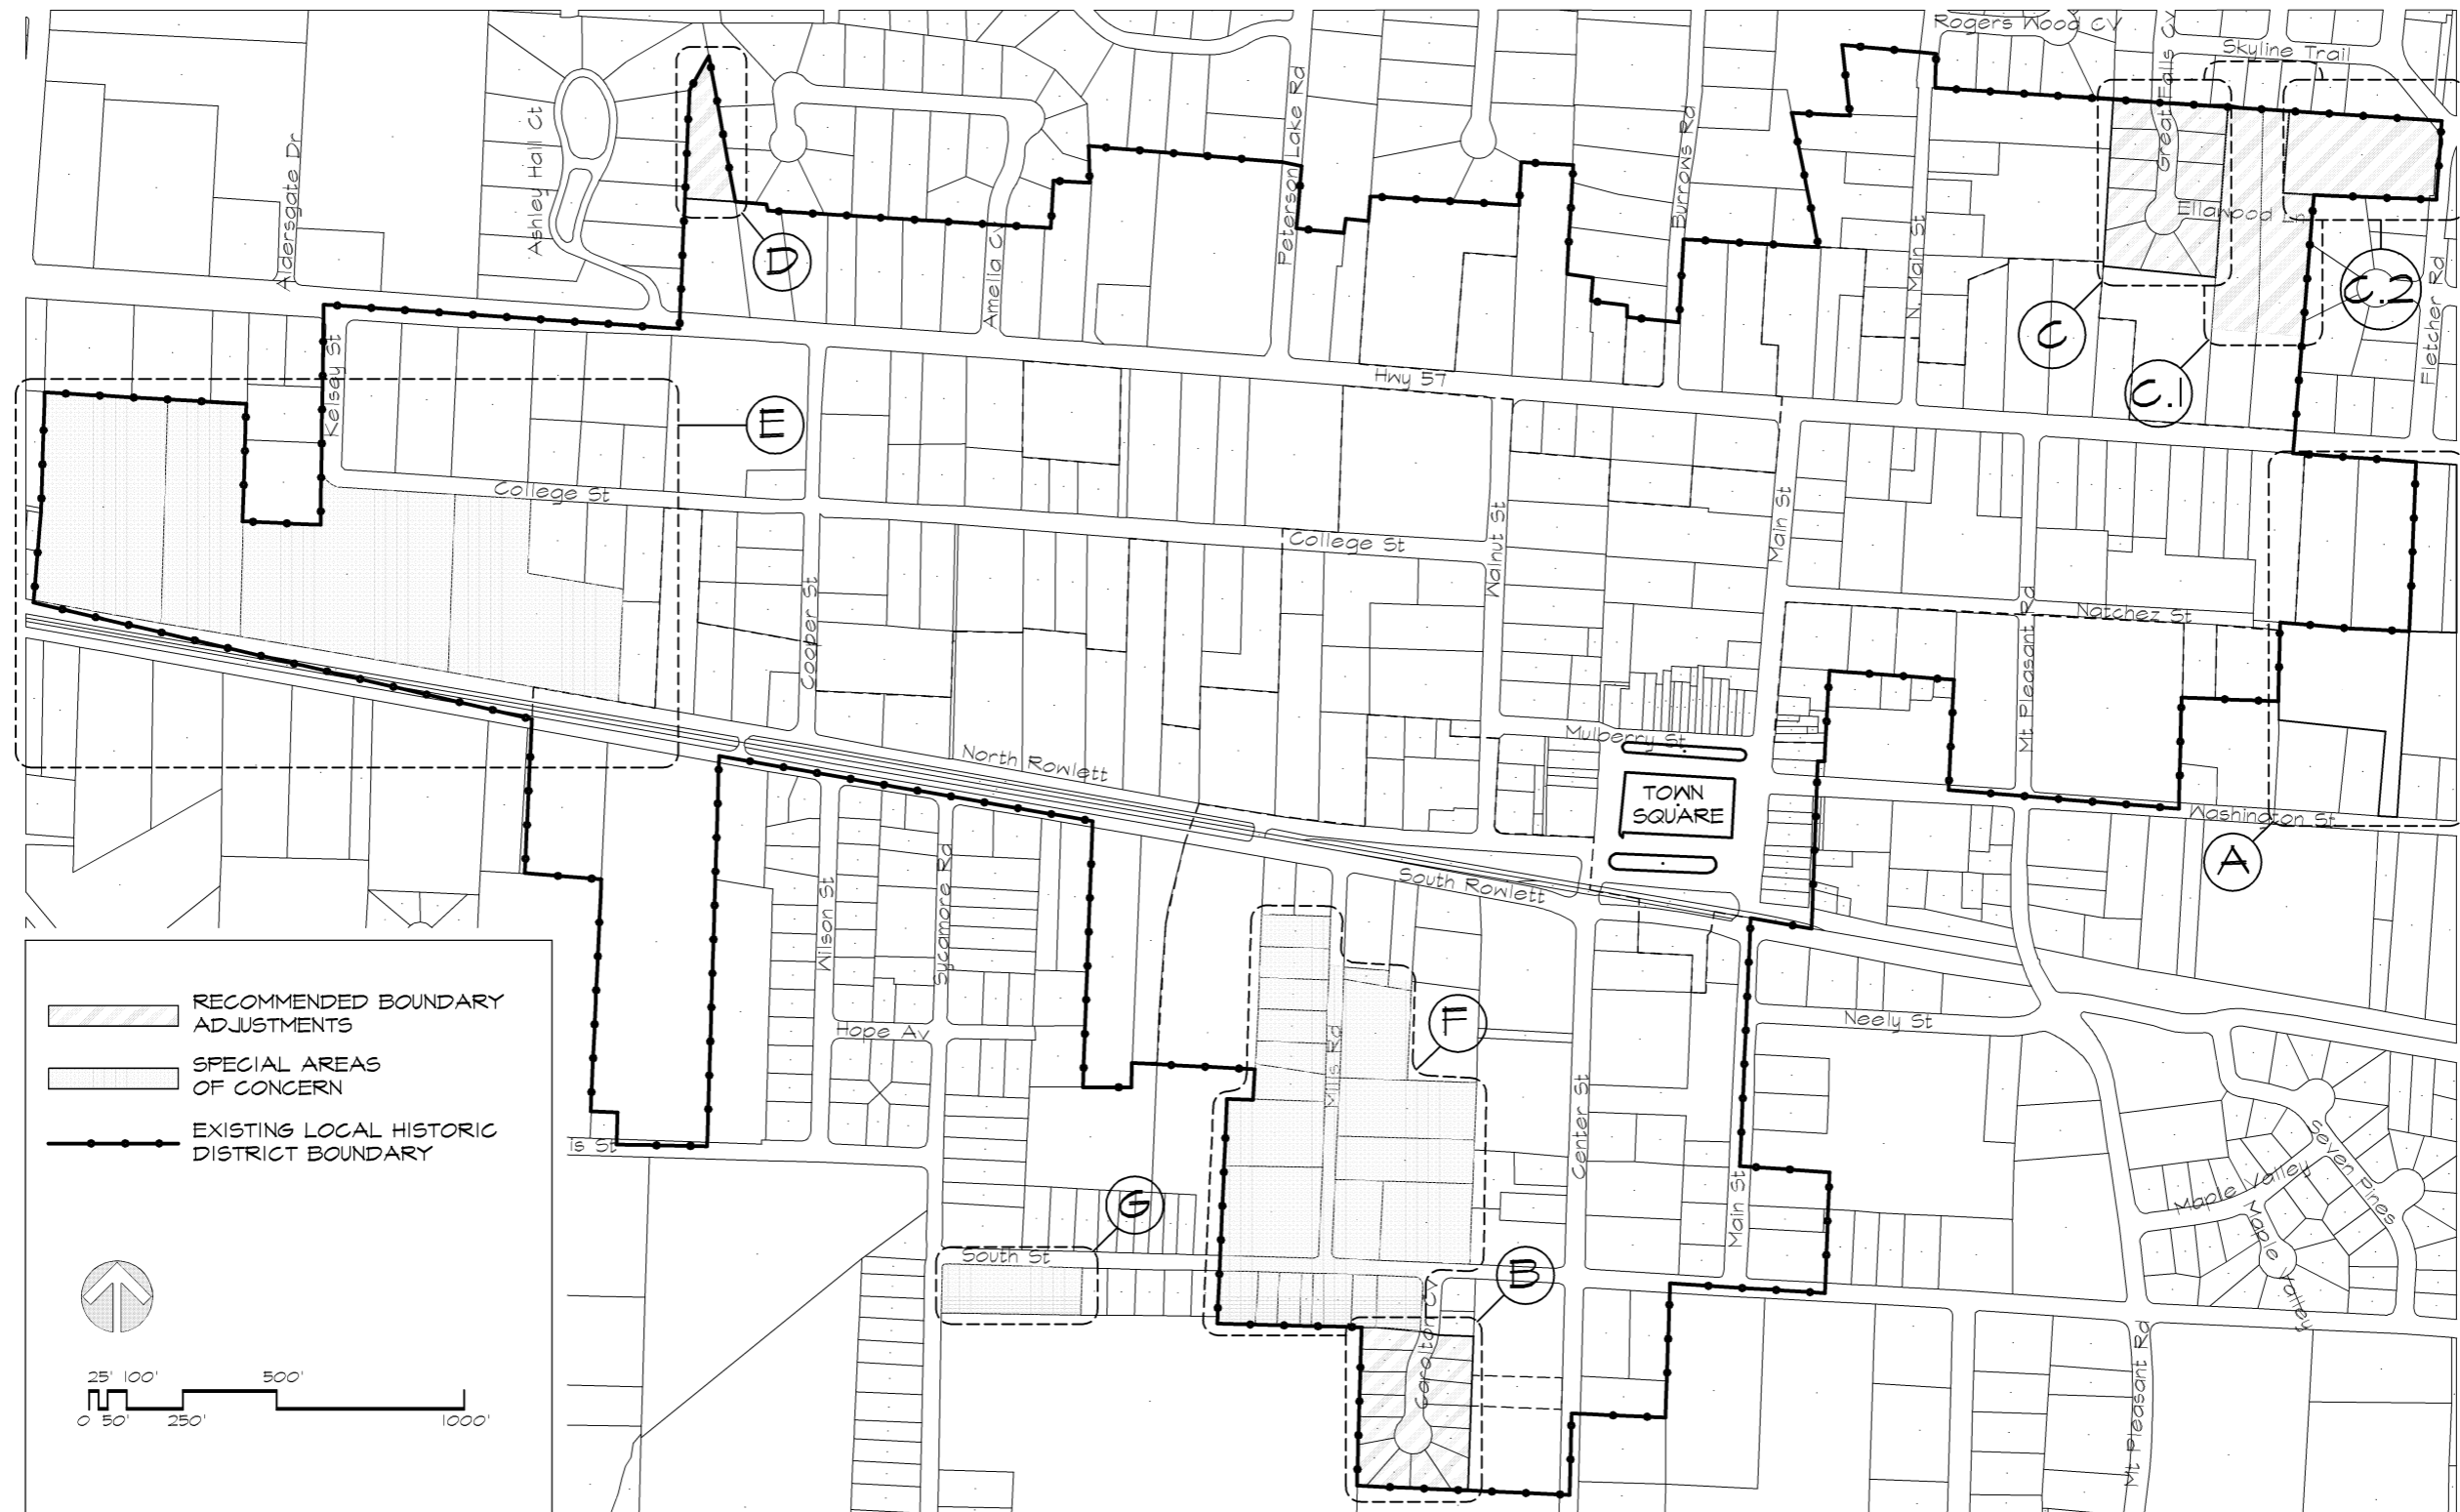 Rogers Wood CV
Great Falls Cv
Skyline Trail
Ashley Hall Ct
Aldersgate Dr
Peterson Lake Rd
Burrows Rd
Ellawood Ln
N. Main St
Amelia Cv
Fletcher Rd
D
C
C.1
C.2
Kelsay St
Hwy 57
E
College St
College St
Walnut St
Main St
Cooper St
Natchez St
Mt Pleasant Rd
Mulberry St
North Rowlett
TOWN
SQUARE
Washington St
A
South Rowlett
Wilson St
Sycamore Rd
RECOMMENDED BOUNDARY
ADJUSTMENTS
SPECIAL AREAS
OF CONCERN
EXISTING LOCAL HISTORIC
DISTRICT BOUNDARY
Hope Av
F
Neely St
Center St
is St
G
South St
B
Main St
Maple Valley
Seven Pines
Maple Valley
Carolton Cv
Mt Pleasant Rd
25' 100' 500'
0 50' 250' 1000'